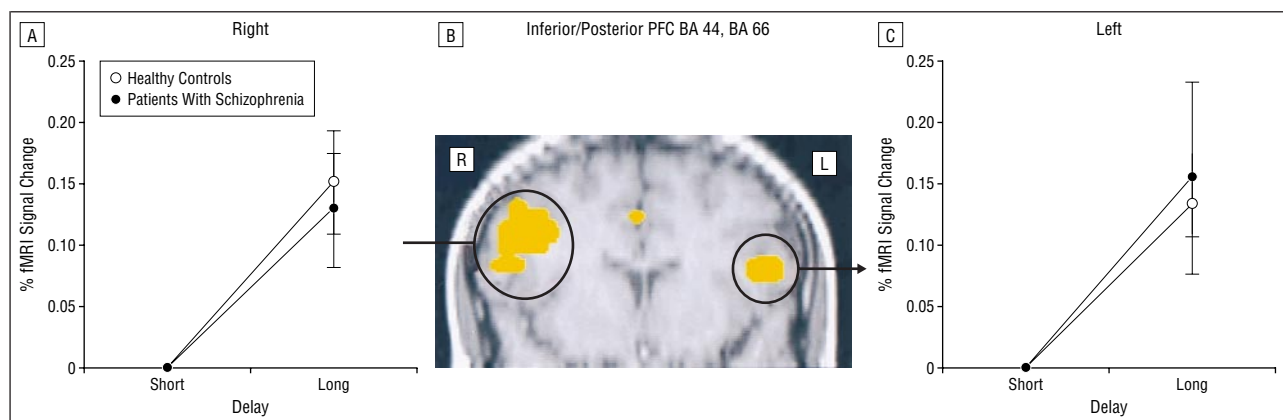 A
Right
% fMRI Signal Change
0.25
0.20
0.15
0.10
0.05
0
Healthy Controls
Patients With Schizophrenia
Short
Long
Delay
B
Inferior/Posterior PFC BA 44, BA 66
R
L
C
Left
% fMRI Signal Change
0.25
0.20
0.15
0.10
0.05
0
Short
Long
Delay